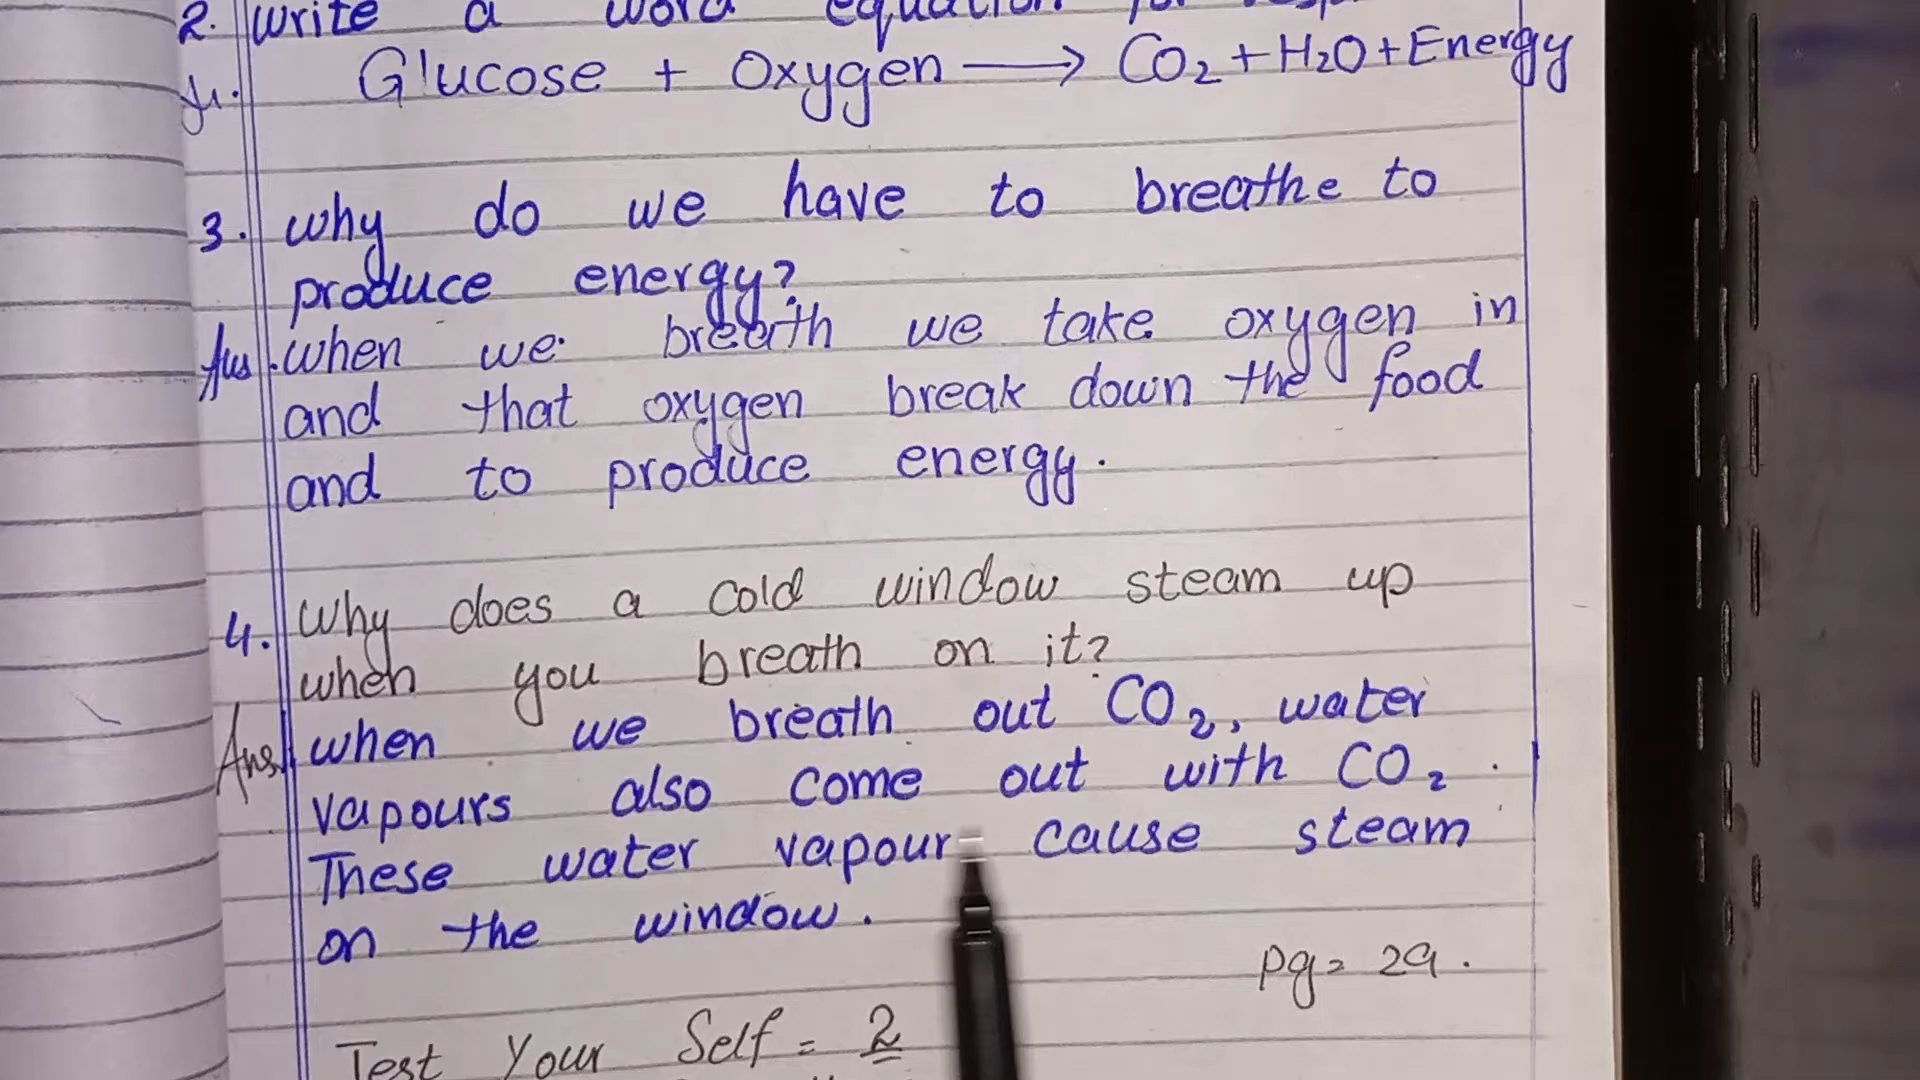 2. Write a word equation for
Ans. Glucose + Oxygen ⟶ CO2 + H2O + Energy
3. Why do we have to breathe to
produce energy?
Ans. when we breath we take oxygen in
and that oxygen break down the food
and to produce energy.
4. Why does a cold window steam up
when you breath on it?
Ans. when we breath out CO2, water
vapours also come out with CO2.
These water vapour cause steam
on the window.
Pg = 29.
Test Your Self = 2